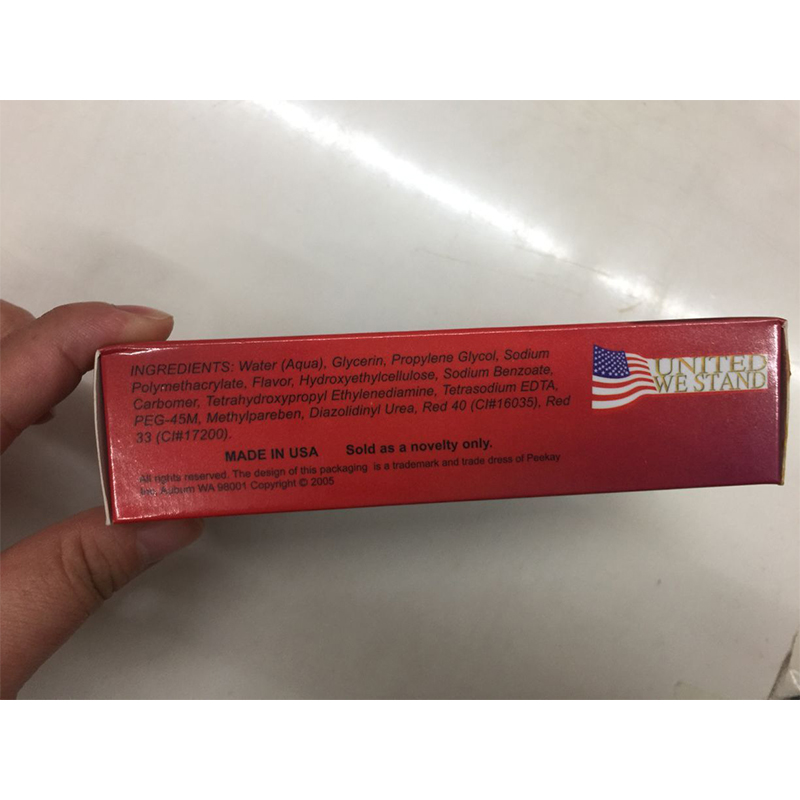 INGREDIENTS: Water (Aqua), Glycerin, Propylene Glycol, Sodium
Polymethacrylate, Flavor, Hydroxyethylcellulose, Sodium Benzoate,
Carbomer, Tetrahydroxypropyl Ethylenediamine, Tetrasodium EDTA,
PEG-45M, Methylpareben, Diazolidinyl Urea, Red 40 (CI#16035), Red
33 (CI#17200).
MADE IN USA Sold as a novelty only.
All rights reserved. The design of this packaging is a trademark and trade dress of Peekay
Inc, Auburn WA 98001 Copyright © 2005
UNITED
WE STAND